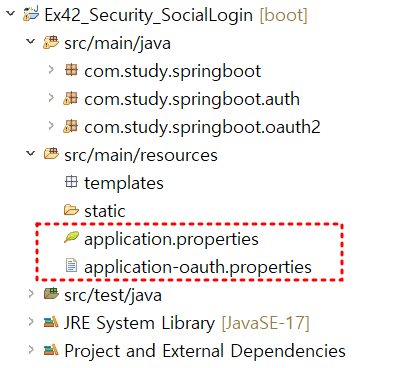 Ex42_Security_SocialLogin [boot]
src/main/java
com.study.springboot
com.study.springboot.auth
com.study.springboot.oauth2
src/main/resources
templates
static
application.properties
application-oauth.properties
src/test/java
JRE System Library [JavaSE-17]
Project and External Dependencies